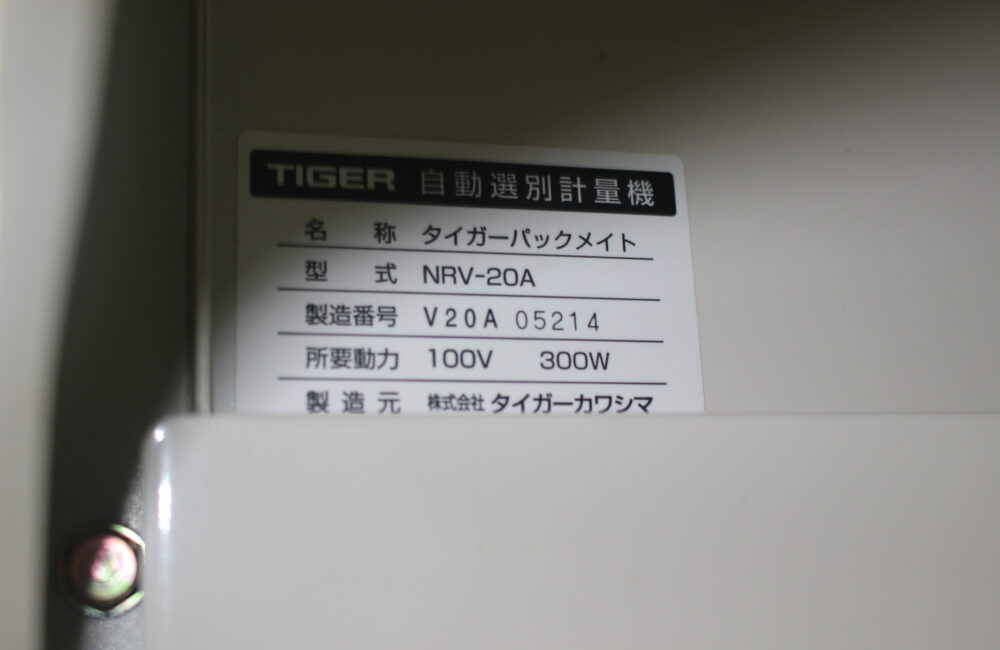 TIGER 自動選別計量機
名 称 タイガーパックメイト
型 式 NRV-20A
製造番号 V20A 05214
所要動力 100V 300W
製造元 株式会社 タイガーカワシマ